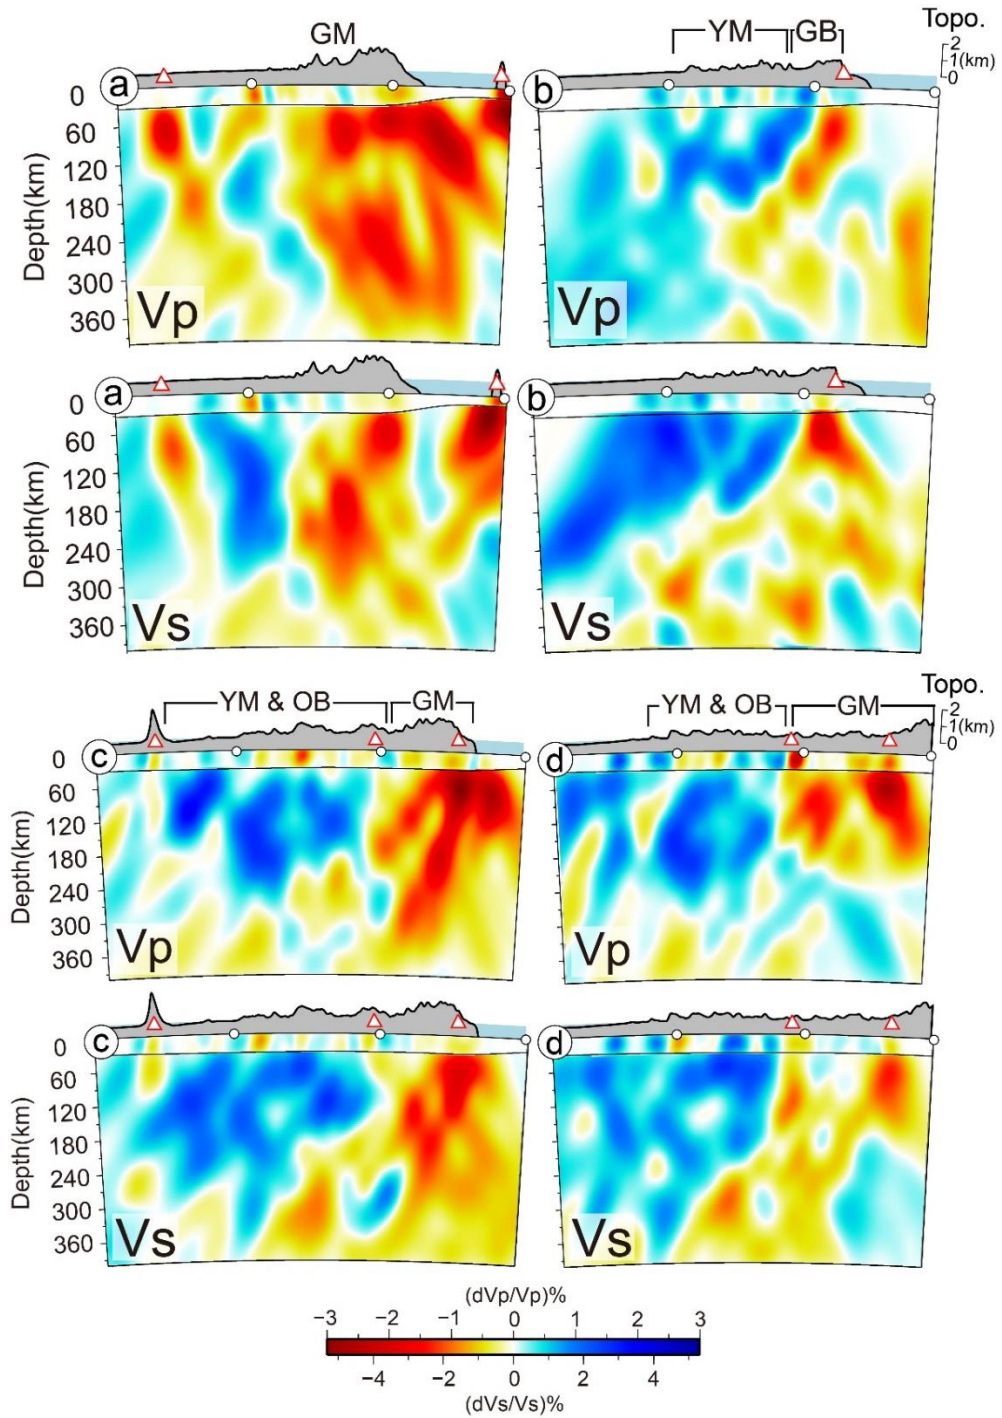 Topo.
GM
YM
GB
2
1(km)
0
a
b
0
60
120
180
240
300
360
Depth(km)
Vp
Vp
a
b
0
60
120
180
240
300
360
Depth(km)
Vs
Vs
Topo.
YM & OB
GM
YM & OB
GM
2
1(km)
0
c
d
0
60
120
180
240
300
360
Depth(km)
Vp
Vp
c
d
0
60
120
180
240
300
360
Depth(km)
Vs
Vs
(dVp/Vp)%
−3 −2 −1 0 1 2 3
−4 −2 0 2 4
(dVs/Vs)%